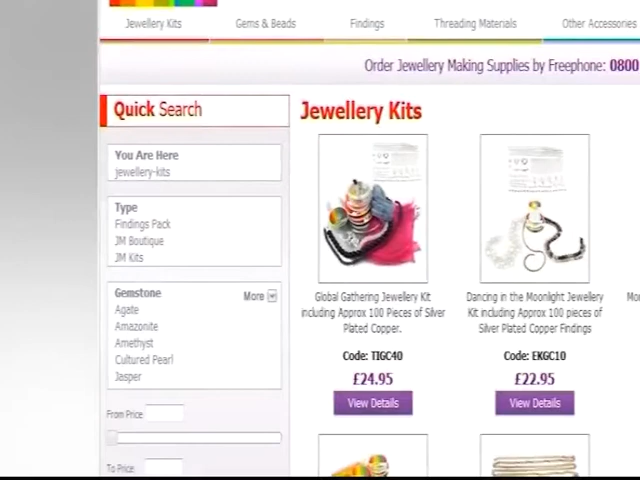 Jewellery Kits
Gems & Beads
Findings
Threading Materials
Other Accessories
Order Jewellery Making Supplies by Freephone: 0800
Quick Search
You Are Here
jewellery-kits
Type
Findings Pack
JM Boutique
JM Kits
Gemstone
More
Agate
Amazonite
Amethyst
Cultured Pearl
Jasper
From Price
To Price
Jewellery Kits
Global Gathering Jewellery Kit
including Approx 100 Pieces of Silver
Plated Copper.
Code: TIGC40
£24.95
View Details
Dancing in the Moonlight Jewellery
Kit including Approx 100 pieces of
Silver Plated Copper Findings
Code: EKGC10
£22.95
View Details